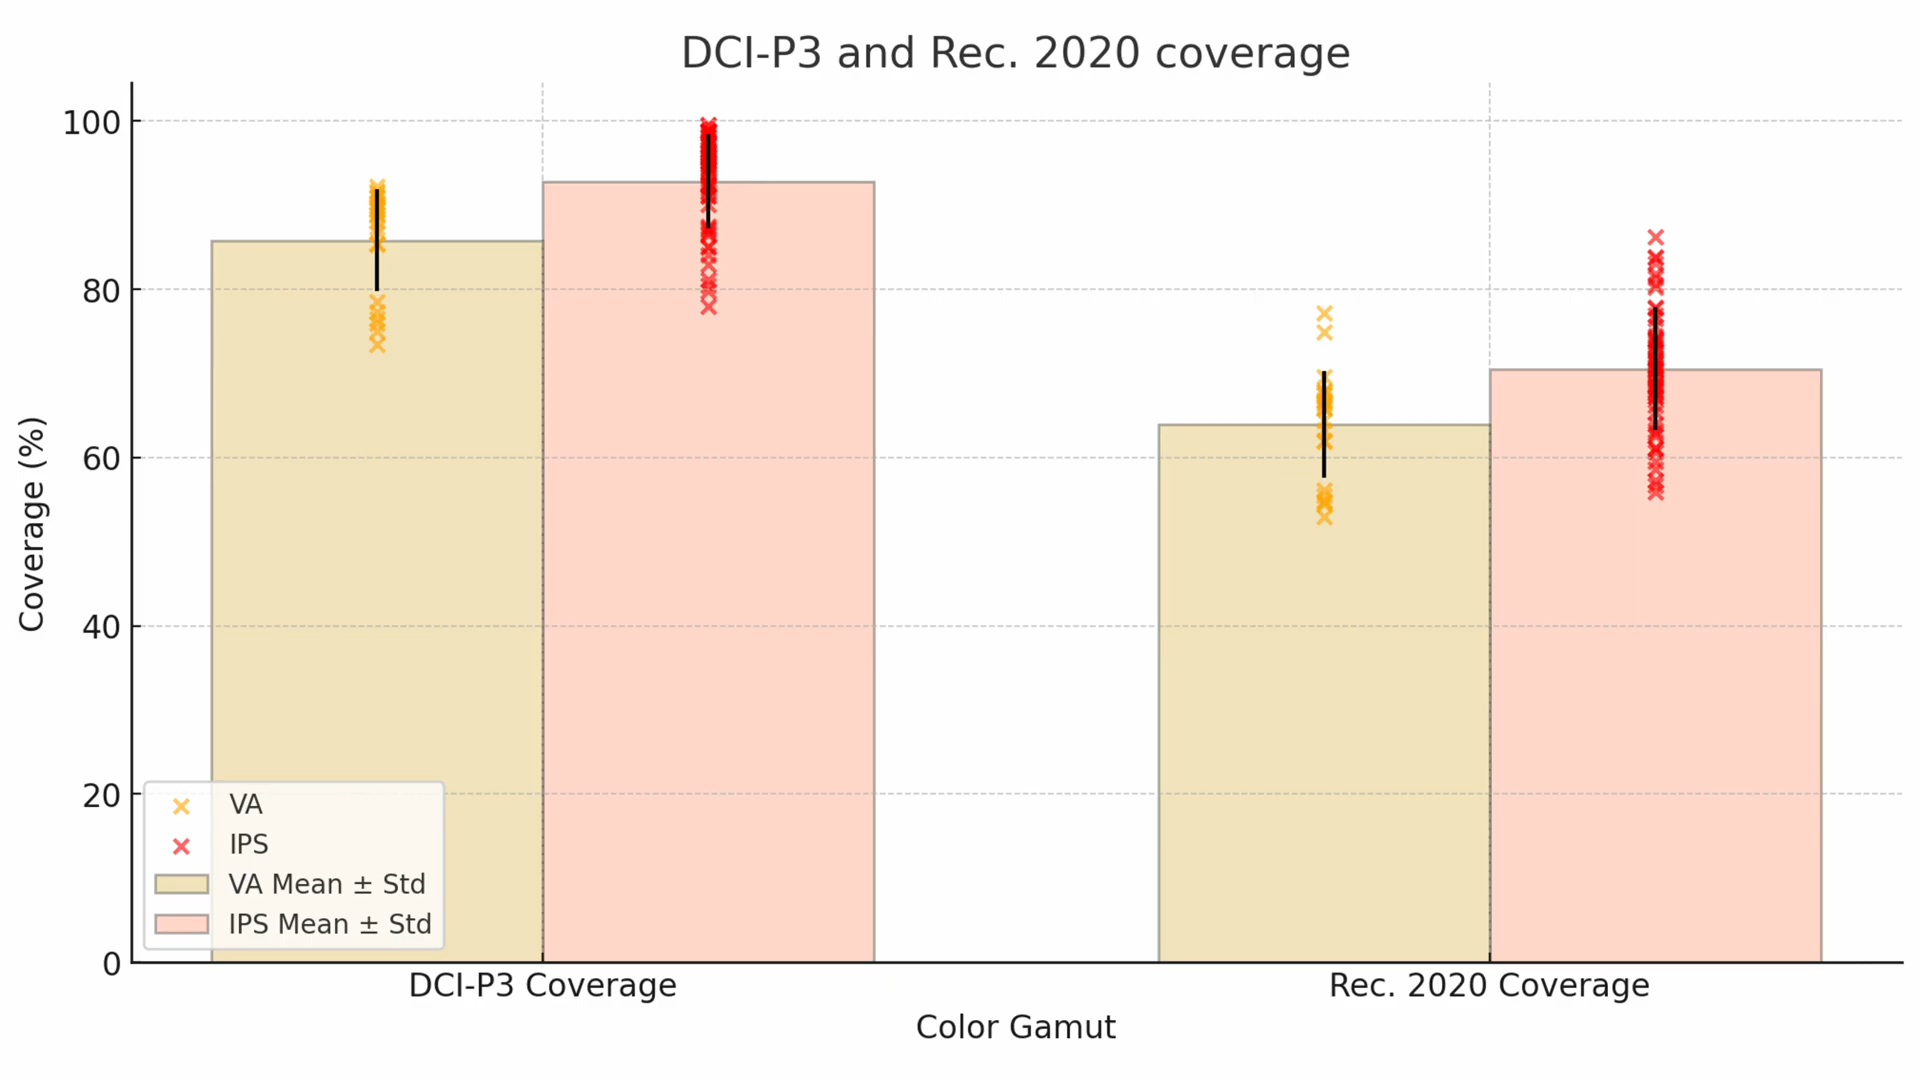 DCI-P3 and Rec. 2020 coverage
Coverage (%)
100
80
60
40
20
0
VA
IPS
VA Mean ± Std
IPS Mean ± Std
DCI-P3 Coverage
Rec. 2020 Coverage
Color Gamut